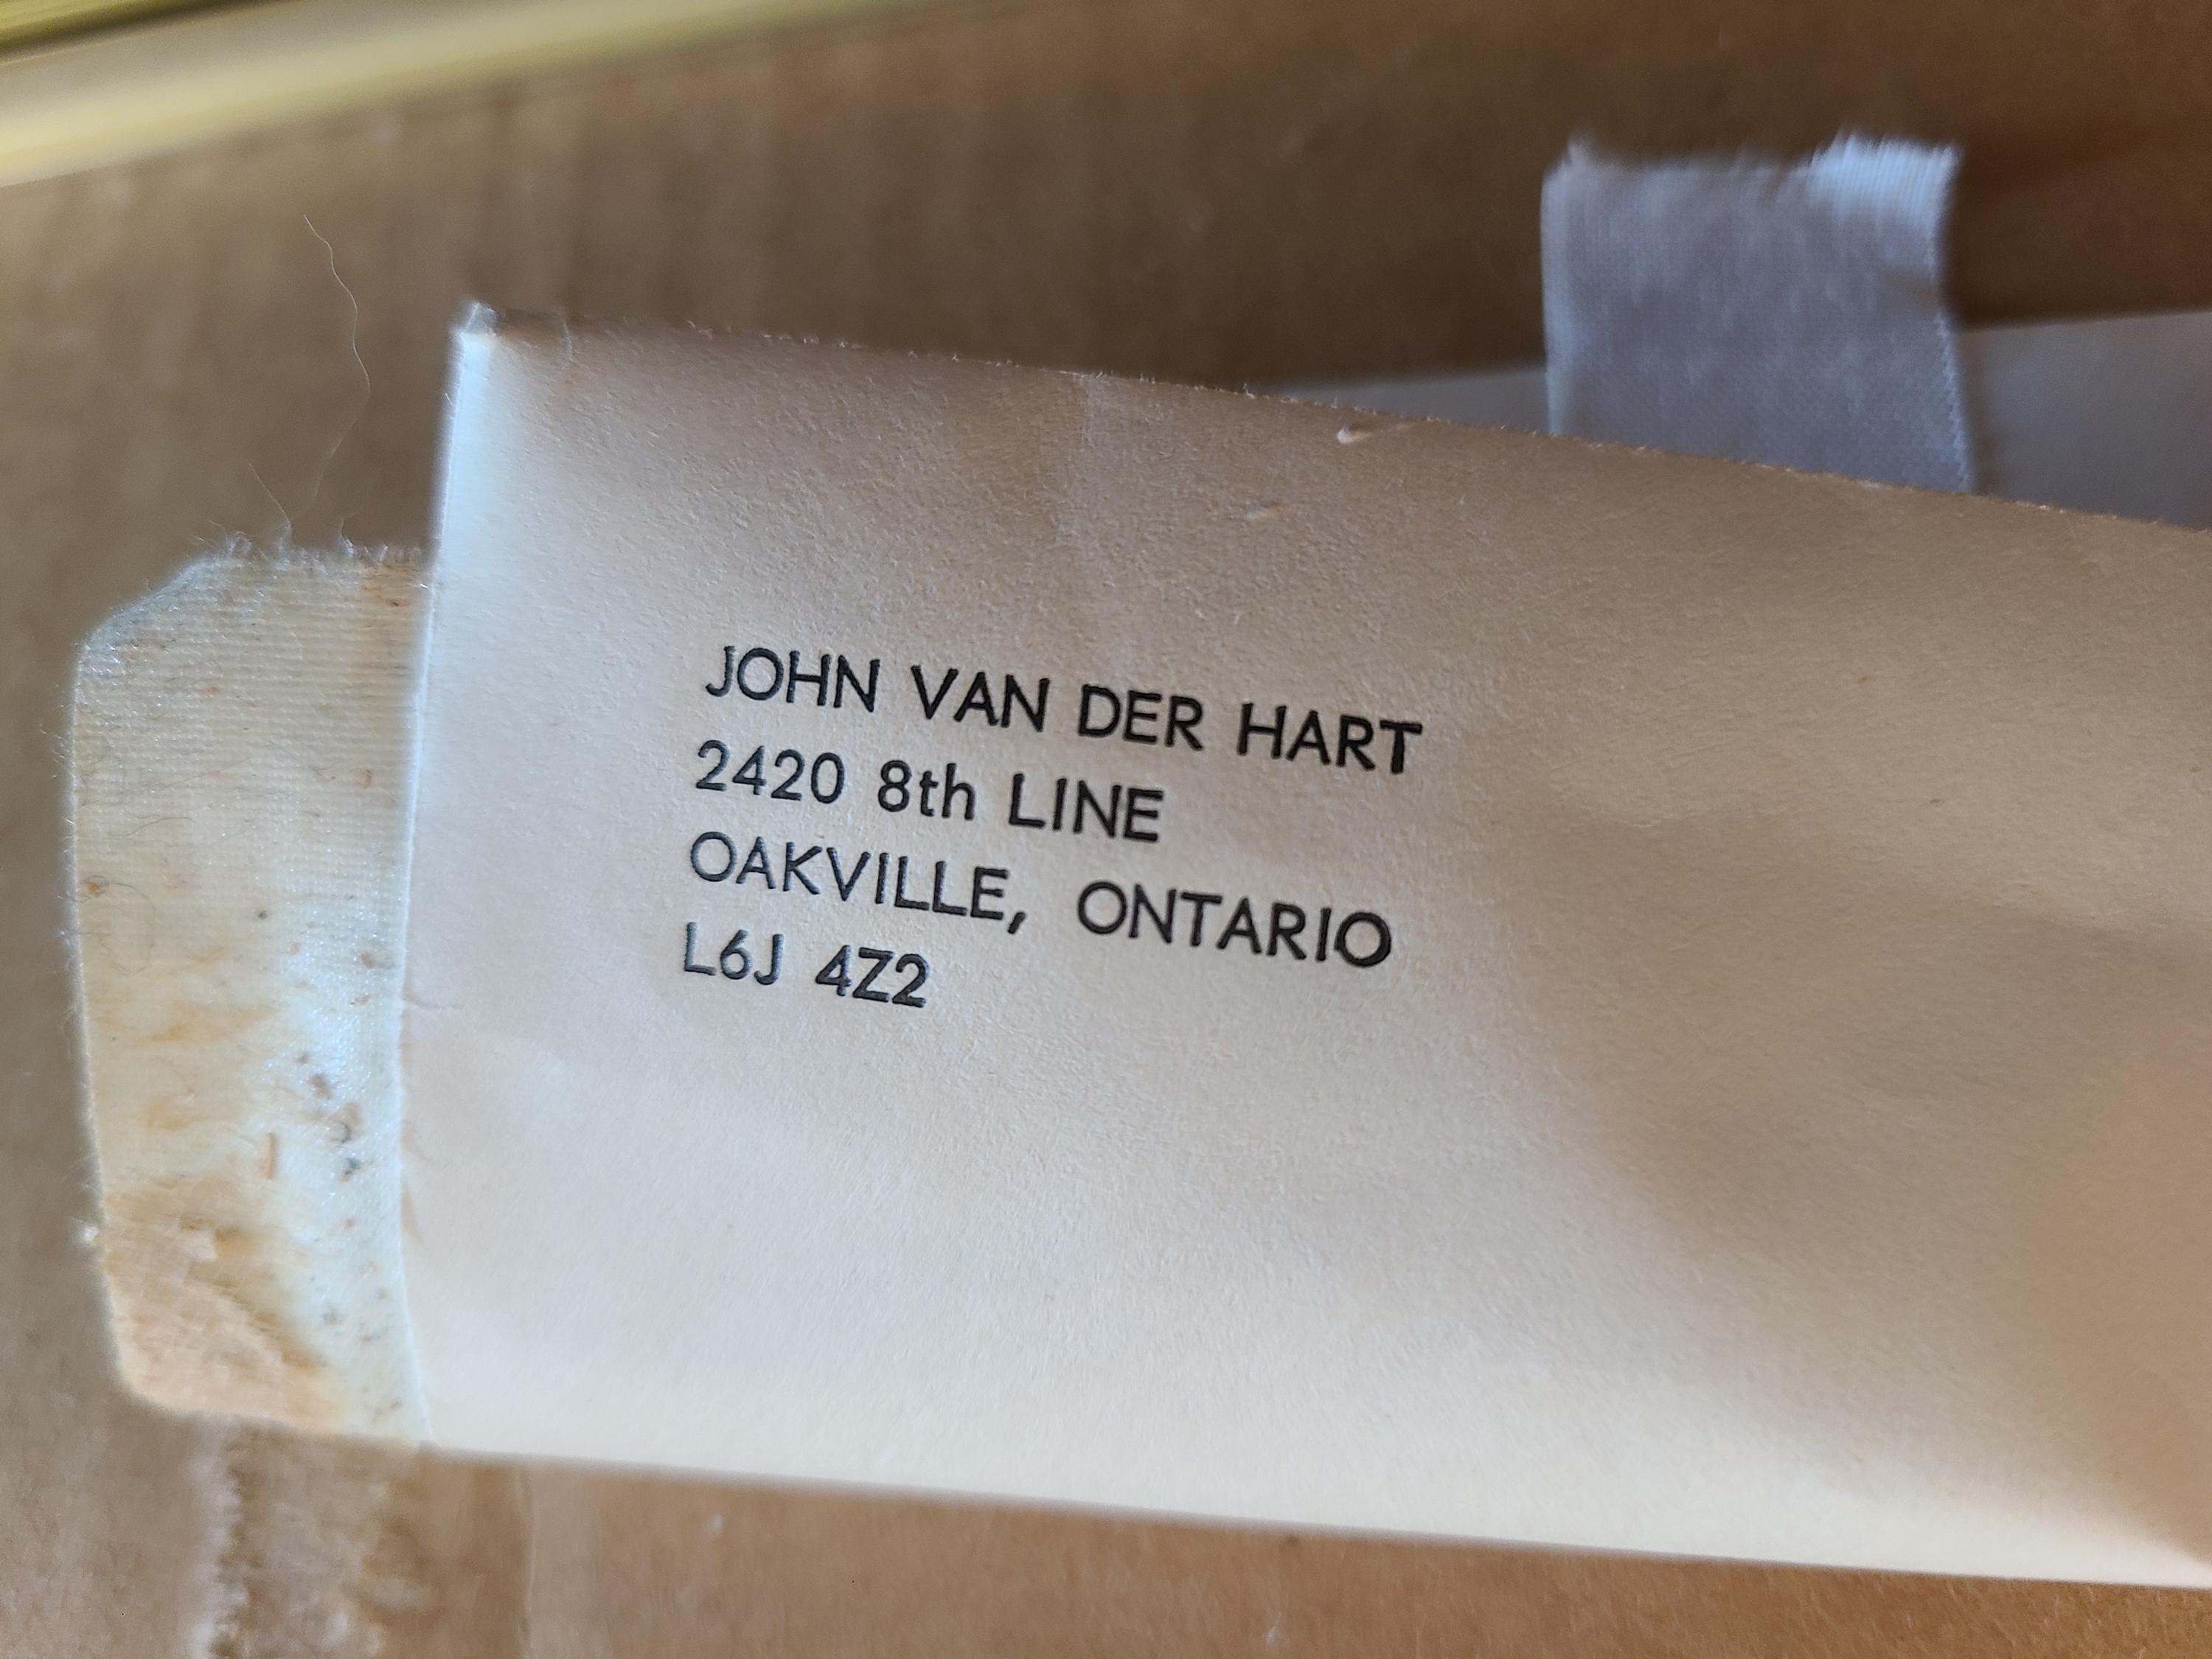 JOHN VAN DER HART
2420 8th LINE
OAKVILLE, ONTARIO
L6J 4Z2